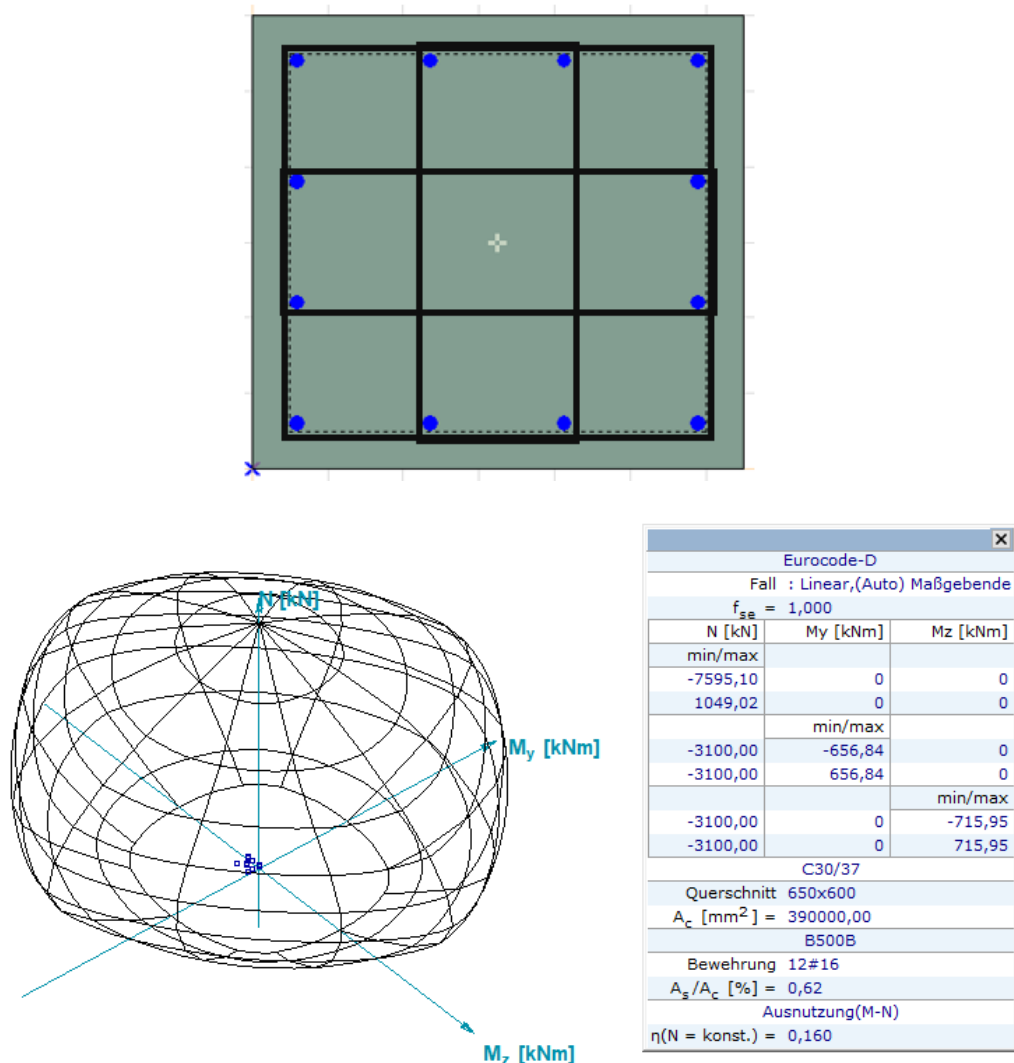 N [kN]
My [kNm]
Mz [kNm]
Eurocode-D
Fall : Linear,(Auto) Maßgebende
fse = 1,000
N [kN] My [kNm] Mz [kNm]
min/max
-7595,10 0 0
1049,02 0 0
min/max
-3100,00 -656,84 0
-3100,00 656,84 0
min/max
-3100,00 0 -715,95
-3100,00 0 715,95
C30/37
Querschnitt 650x600
Ac [mm²] = 390000,00
B500B
Bewehrung 12#16
As/Ac [%] = 0,62
Ausnutzung(M-N)
η(N = konst.) = 0,160